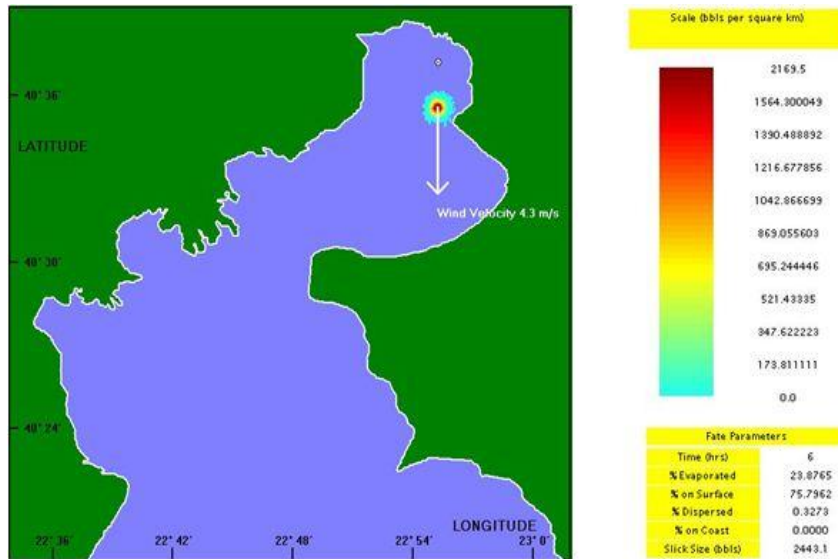 40° 36'
LATITUDE
Wind Velocity 4.3 m/s
40° 30'
40° 24'
LONGITUDE
22° 36' 22° 42' 22° 48' 22° 54' 23° 0'
Scale (bbls per square km)
2169.5
1564.300049
1390.488892
1216.677856
1042.866699
869.055603
695.244446
521.43335
347.622223
173.811111
0.0
Fate Parameters
Time (hrs) 6
% Evaporated 23.8765
% on Surface 75.7962
% Dispersed 0.3273
% on Coast 0.0000
Slick Size (bbls) 2443.1